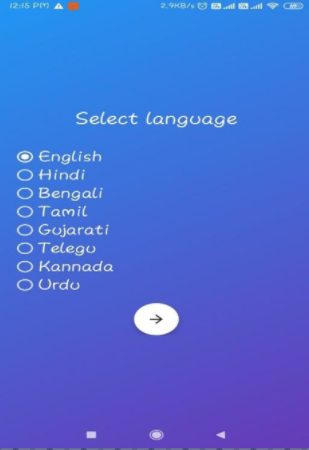 12:15 PM 2.9KB/s
Select language
English
Hindi
Bengali
Tamil
Gujarati
Telegu
Kannada
Urdu